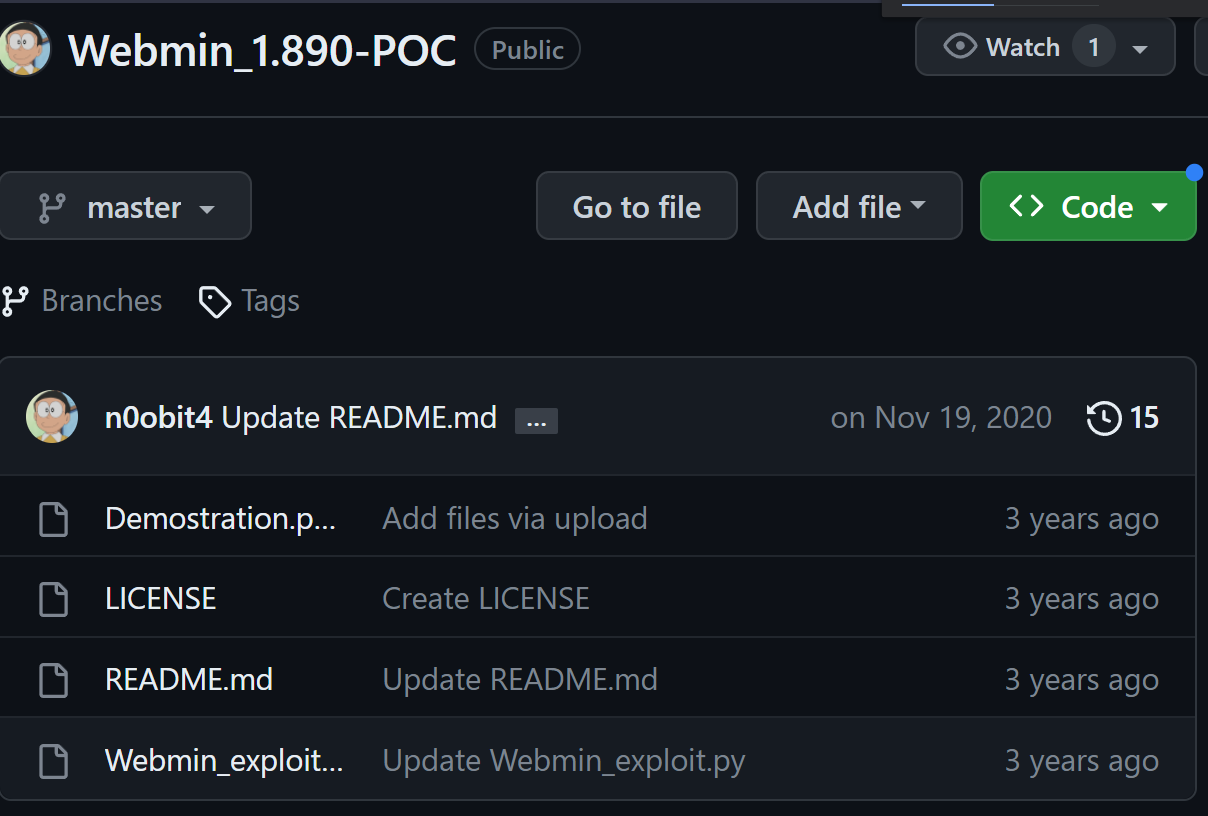 Webmin_1.890-POC Public Watch 1
master Go to file Add file Code
Branches Tags
n0obit4 Update README.md ... on Nov 19, 2020 15
Demostration.p... Add files via upload 3 years ago
LICENSE Create LICENSE 3 years ago
README.md Update README.md 3 years ago
Webmin_exploit... Update Webmin_exploit.py 3 years ago